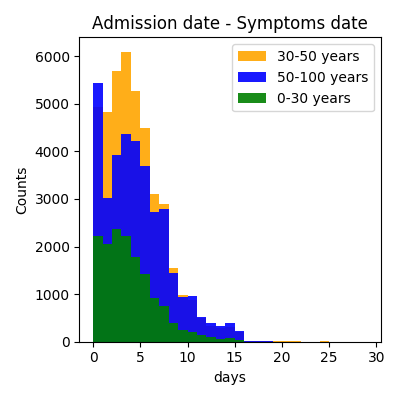 Admission date - Symptoms date
30-50 years
50-100 years
0-30 years
Counts
6000
5000
4000
3000
2000
1000
0
0 5 10 15 20 25 30
days